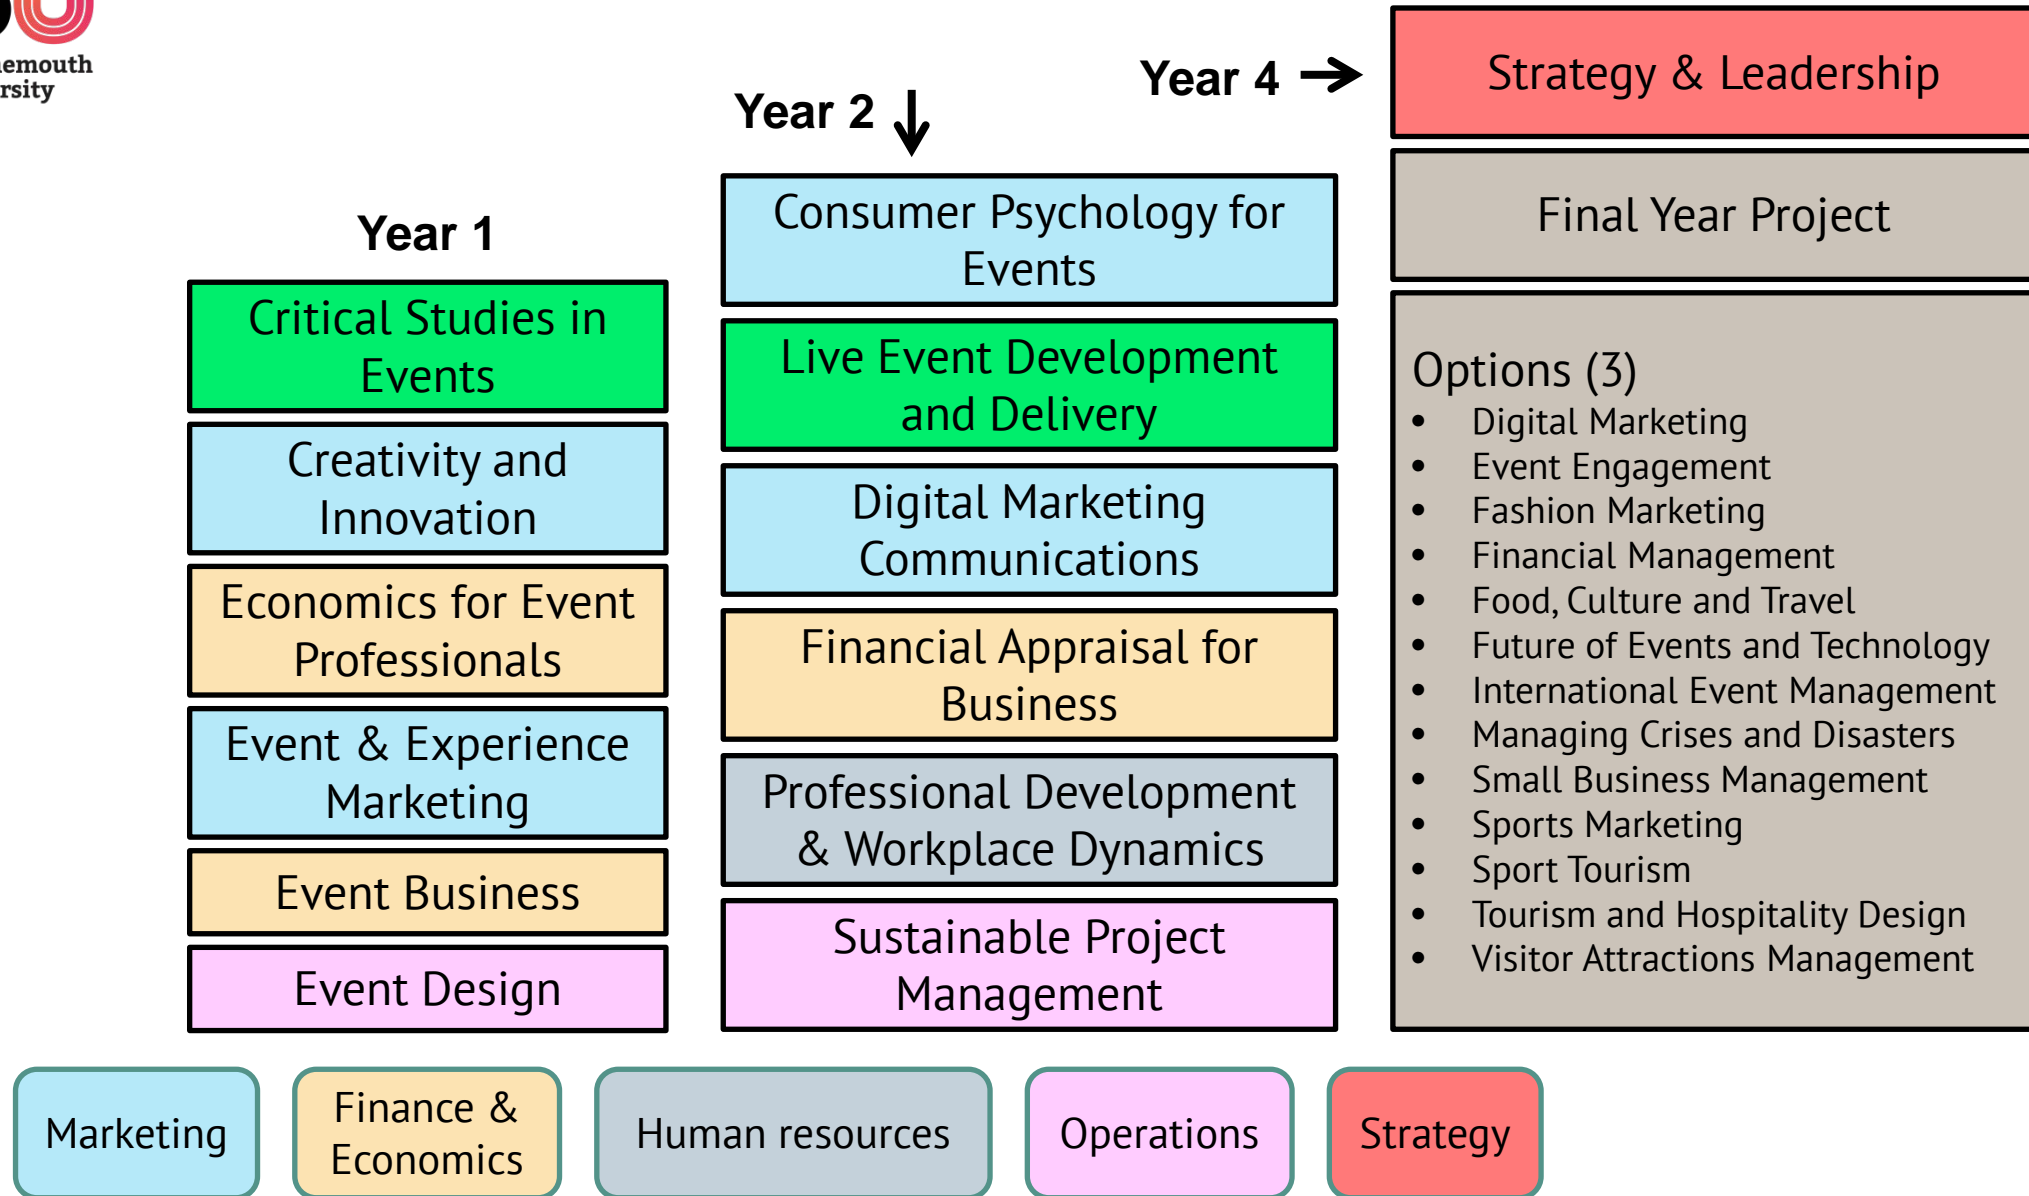 Year 1
Critical Studies in
Events
Creativity and
Innovation
Economics for Event
Professionals
Event & Experience
Marketing
Event Business
Event Design
Year 2
Consumer Psychology for
Events
Live Event Development
and Delivery
Digital Marketing
Communications
Financial Appraisal for
Business
Professional Development
& Workplace Dynamics
Sustainable Project
Management
Year 4
Strategy & Leadership
Final Year Project
Options (3)
• Digital Marketing
• Event Engagement
• Fashion Marketing
• Financial Management
• Food, Culture and Travel
• Future of Events and Technology
• International Event Management
• Managing Crises and Disasters
• Small Business Management
• Sports Marketing
• Sport Tourism
• Tourism and Hospitality Design
• Visitor Attractions Management
Marketing
Finance &
Economics
Human resources
Operations
Strategy